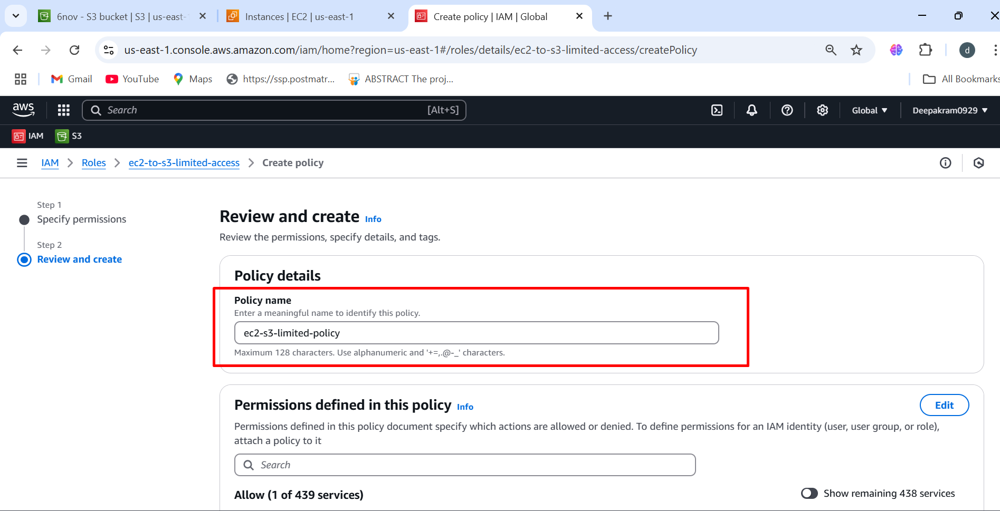 6nov - S3 bucket | S3 | us-east-
Instances | EC2 | us-east-1
Create policy | IAM | Global
us-east-1.console.aws.amazon.com/iam/home?region=us-east-1#/roles/details/ec2-to-s3-limited-access/createPolicy
d
Gmail
YouTube
Maps
https://ssp.postmatr...
ABSTRACT The proj...
All Bookmarks
aws
Search
[Alt+S]
Global
Deepakram0929
IAM
S3
IAM
Roles
ec2-to-s3-limited-access
Create policy
Step 1
Specify permissions
Step 2
Review and create
Review and create Info
Review the permissions, specify details, and tags.
Policy details
Policy name
Enter a meaningful name to identify this policy.
ec2-s3-limited-policy
Maximum 128 characters. Use alphanumeric and '+=,.@-_' characters.
Permissions defined in this policy Info
Edit
Permissions defined in this policy document specify which actions are allowed or denied. To define permissions for an IAM identity (user, user group, or role),
attach a policy to it
Search
Allow (1 of 439 services)
Show remaining 438 services